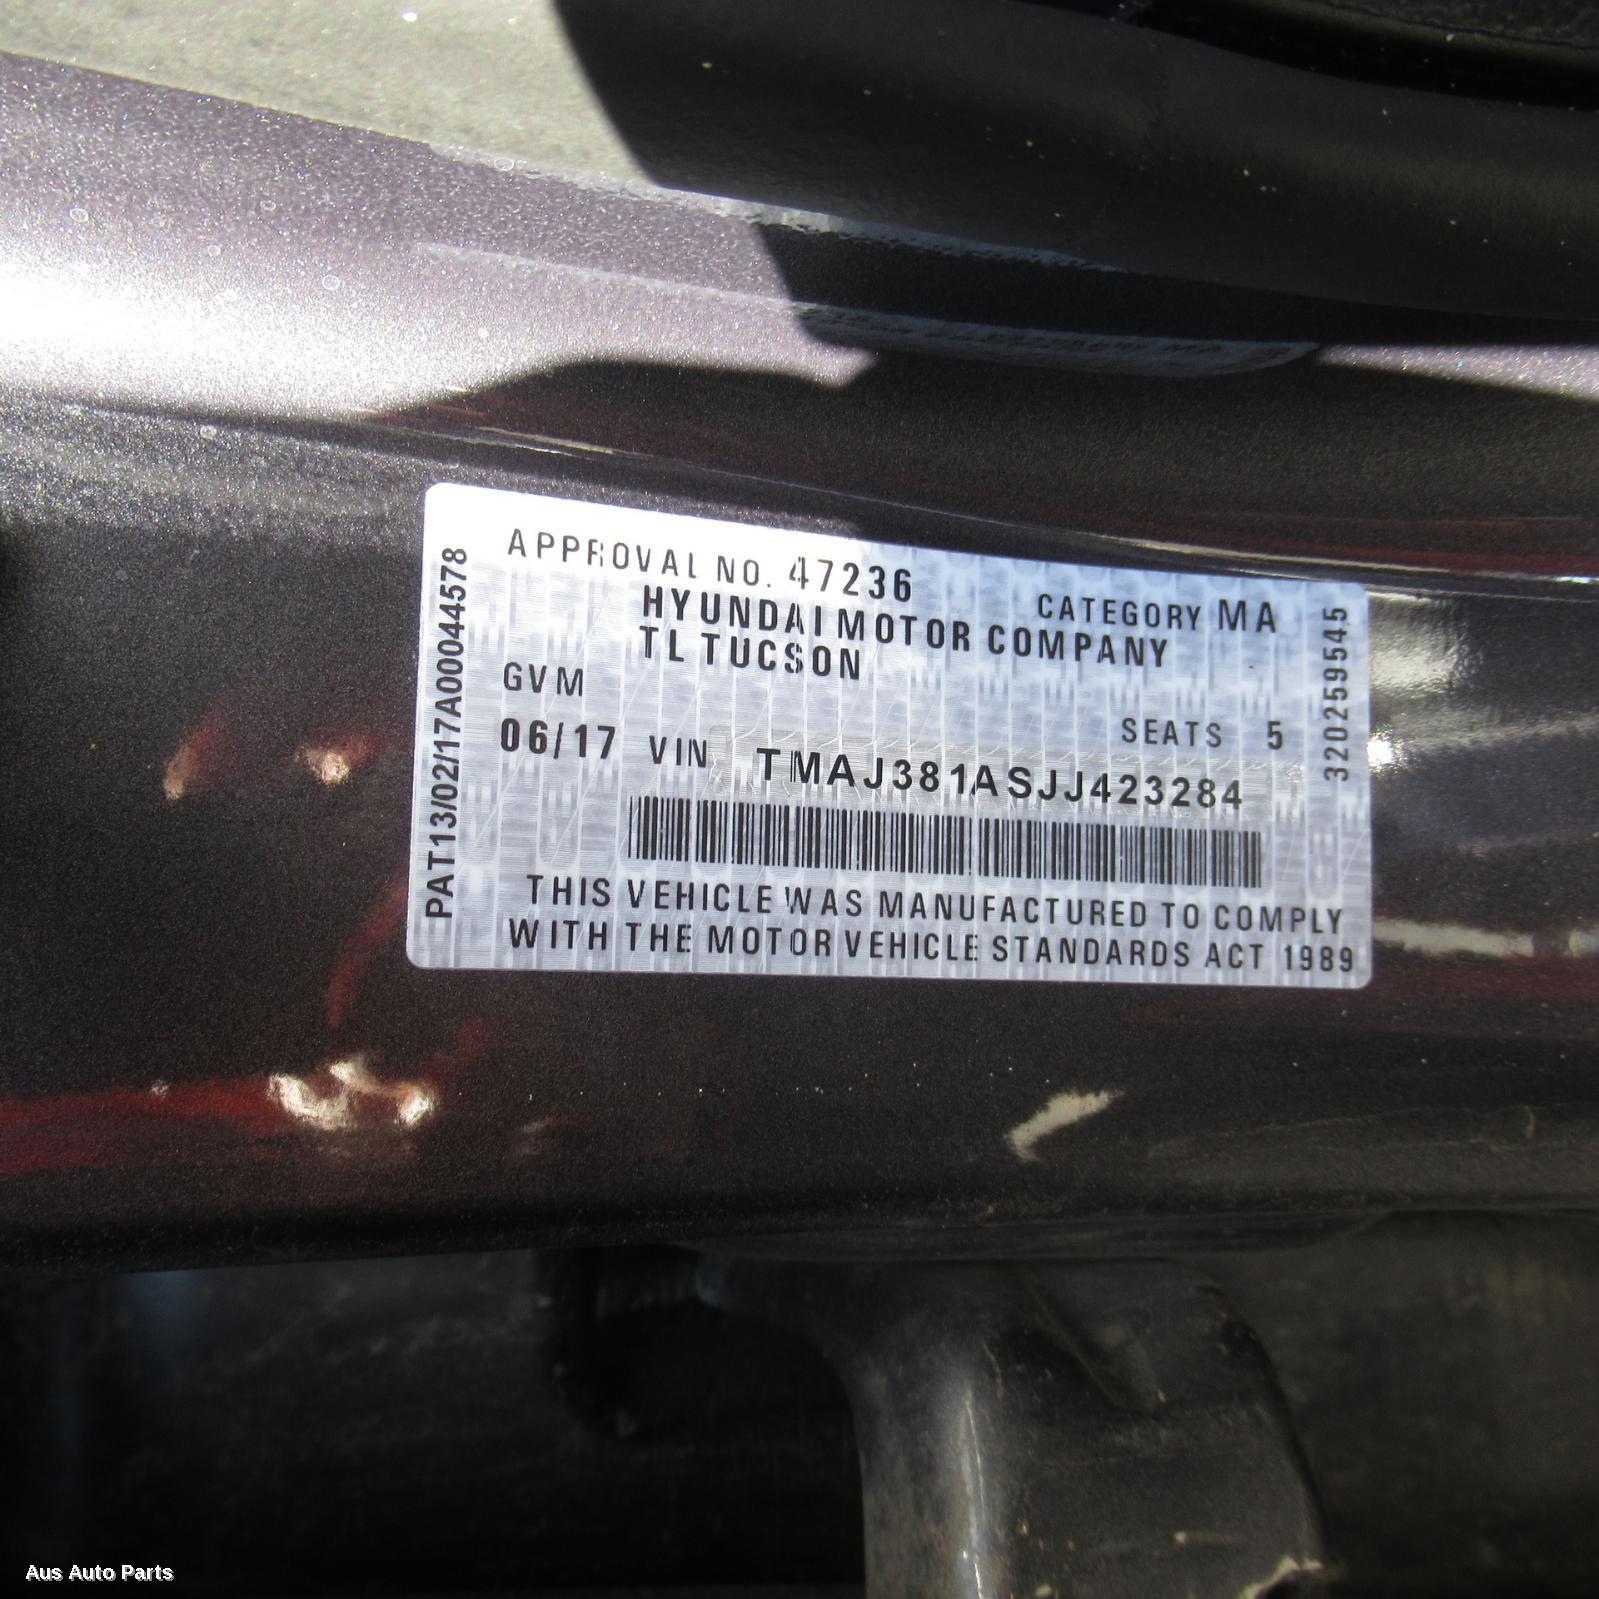 APPROVAL NO. 47236
CATEGORY MA
HYUNDAI MOTOR COMPANY
TL TUCSON
GVM
SEATS 5
06/17 VIN TMAJ381ASJJ423284
THIS VEHICLE WAS MANUFACTURED TO COMPLY
WITH THE MOTOR VEHICLE STANDARDS ACT 1989
PAT13/02/17A00044578
3202595545
Aus Auto Parts